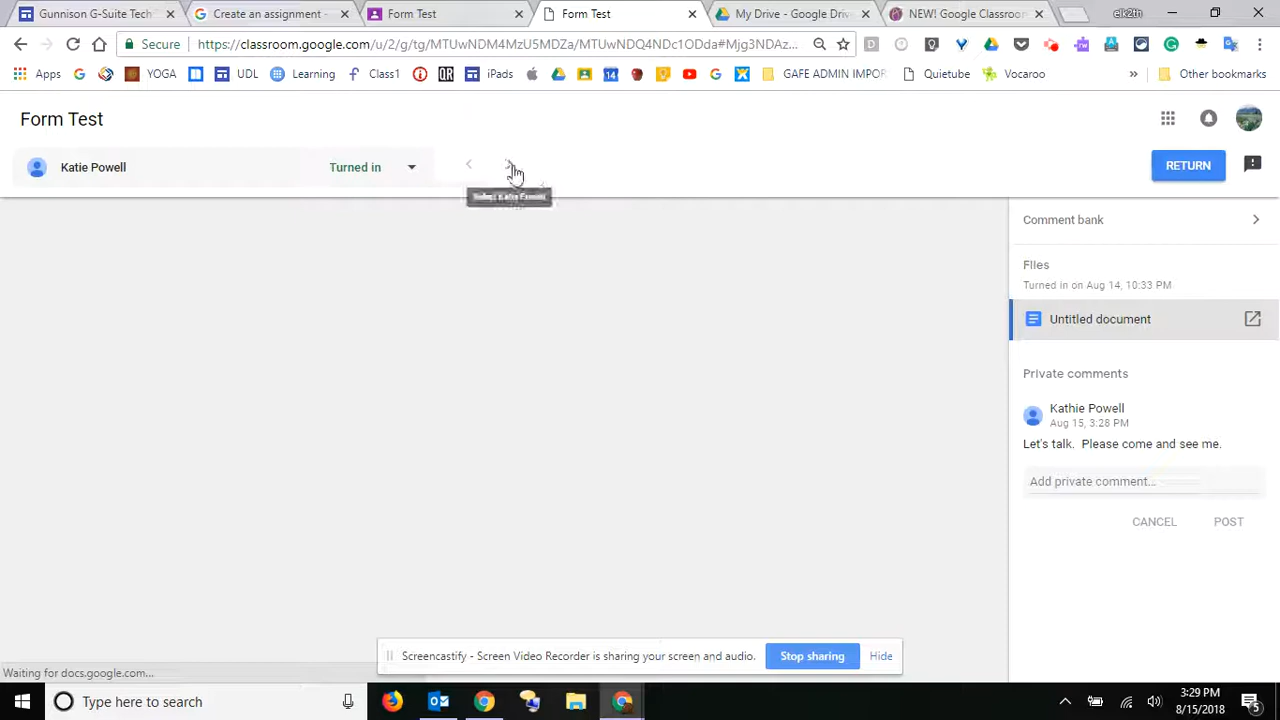 Gunnison G-Suite Tech
Create an assignment -
Form Test
Form Test
My Drive - Google Driv
NEW! Google Classroom
elk2th
Secure
https://classroom.google.com/u/2/g/tg/MTUwNDM4MzU5MDZa/MTUwNDQ4NDc1ODda#Mjg3NDAz...
Apps
YOGA
UDL
Learning
Class1
iPads
GAFE ADMIN IMPOR
Quietube
Vocaroo
»
Other bookmarks
Form Test
Katie Powell
Turned in
RETURN
Comment bank
Files
Turned in on Aug 14, 10:33 PM
Untitled document
Private comments
Kathie Powell
Aug 15, 3:28 PM
Let's talk. Please come and see me.
Add private comment...
CANCEL
POST
Screencastify - Screen Video Recorder is sharing your screen and audio.
Stop sharing
Hide
Waiting for docs.google.com...
Type here to search
3:29 PM
8/15/2018
5